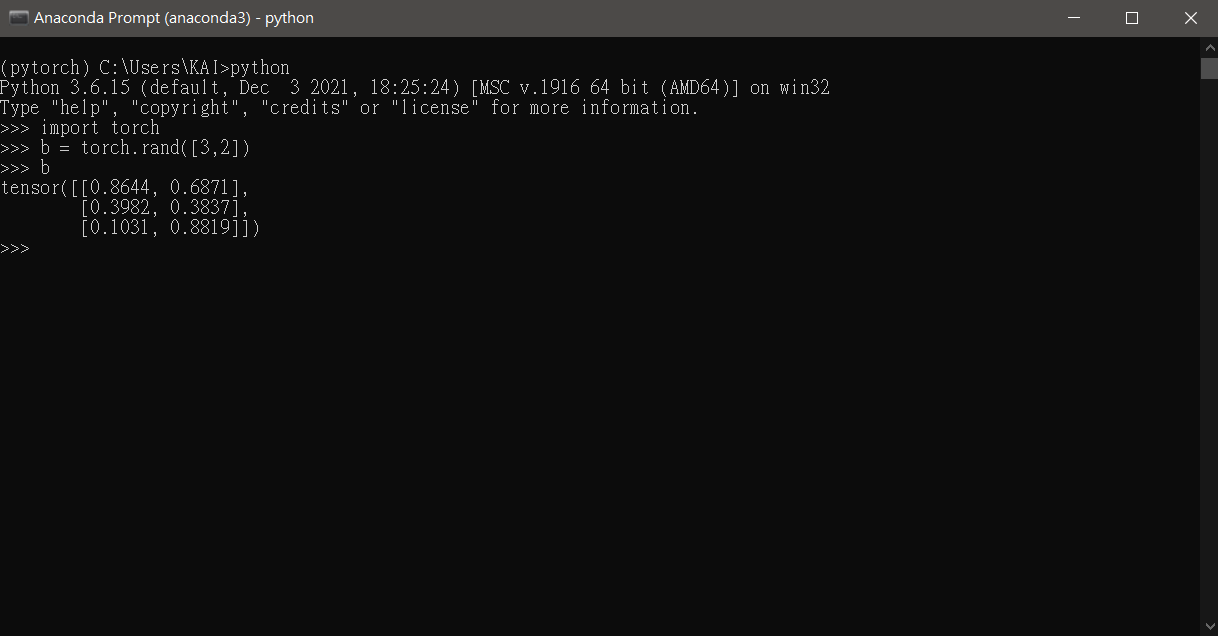 Anaconda Prompt (anaconda3) - python
(pytorch) C:\Users\KAI>python
Python 3.6.15 (default, Dec  3 2021, 18:25:24) [MSC v.1916 64 bit (AMD64)] on win32
Type "help", "copyright", "credits" or "license" for more information.
>>> import torch
>>> b = torch.rand([3,2])
>>> b
tensor([[0.8644, 0.6871],
        [0.3982, 0.3837],
        [0.1031, 0.8819]])
>>>